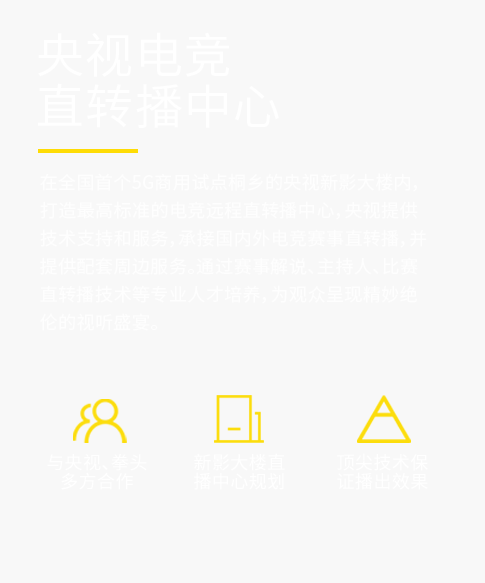 央视电竞
直转播中心
在全国首个5G商用试点桐乡的央视新影大楼内,
打造最高标准的电竞远程直转播中心,央视提供
技术支持和服务,承接国内外电竞赛事直转播,并
提供配套周边服务。通过赛事解说、主持人、比赛
直转播技术等专业人才培养,为观众呈现精妙绝
伦的视听盛宴。
与央视、拳头
多方合作
新影大楼直
播中心规划
顶尖技术保
证播出效果